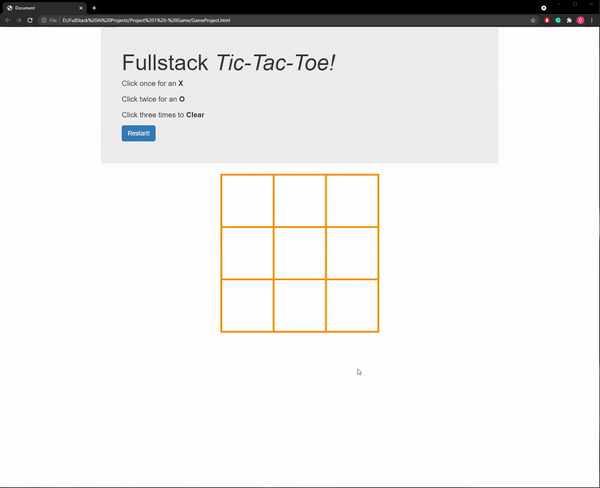 Document
File | D:/FullStack%20All%20Projects/Project%201%20-%20Game/GameProject.html
Fullstack Tic-Tac-Toe!
Click once for an X
Click twice for an O
Click three times to Clear
Restart!